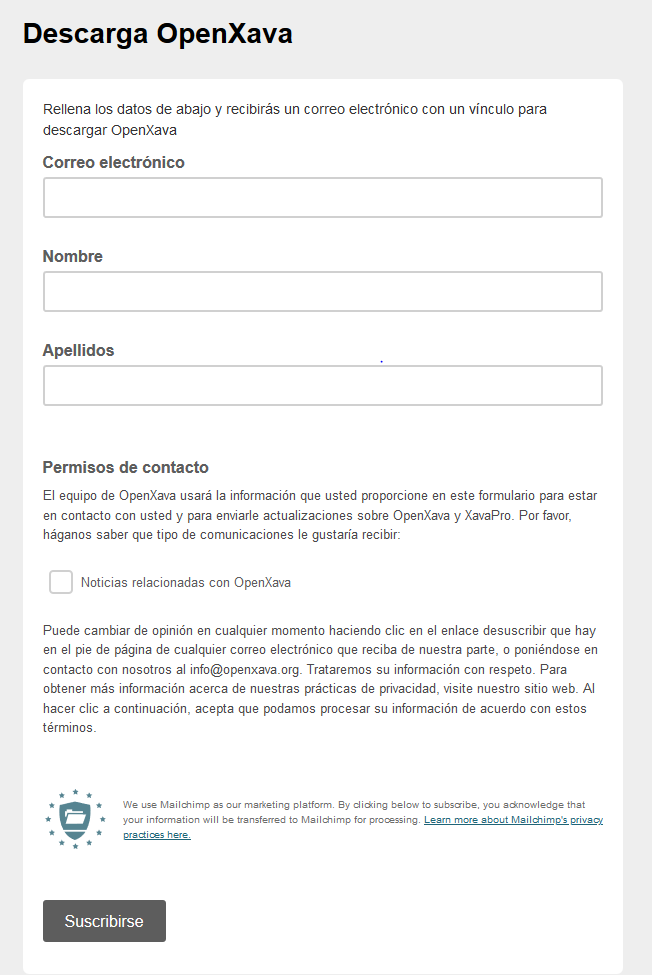 Descarga OpenXava
Rellena los datos de abajo y recibirás un correo electrónico con un vínculo para
descargar OpenXava
Correo electrónico
Nombre
Apellidos
Permisos de contacto
El equipo de OpenXava usará la información que usted proporcione en este formulario para estar
en contacto con usted y para enviarle actualizaciones sobre OpenXava y XavaPro. Por favor,
háganos saber que tipo de comunicaciones le gustaría recibir:
Noticias relacionadas con OpenXava
Puede cambiar de opinión en cualquier momento haciendo clic en el enlace desuscribir que hay
en el pie de página de cualquier correo electrónico que reciba de nuestra parte, o poniéndose en
contacto con nosotros al info@openxava.org. Trataremos su información con respeto. Para
obtener más información acerca de nuestras prácticas de privacidad, visite nuestro sitio web. Al
hacer clic a continuación, acepta que podamos procesar su información de acuerdo con estos
términos.
We use Mailchimp as our marketing platform. By clicking below to subscribe, you acknowledge that
your information will be transferred to Mailchimp for processing. Learn more about Mailchimp's privacy
practices here.
Suscribirse